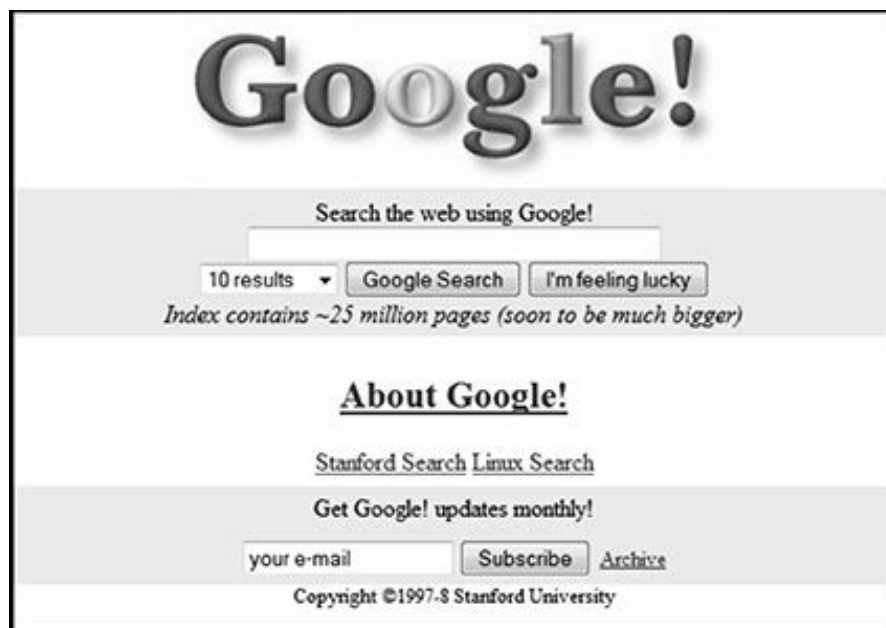 Google!
Search the web using Google!
10 results Google Search I'm feeling lucky
Index contains ~25 million pages (soon to be much bigger)
About Google!
Stanford Search Linux Search
Get Google! updates monthly!
your e-mail Subscribe Archive
Copyright ©1997-8 Stanford University